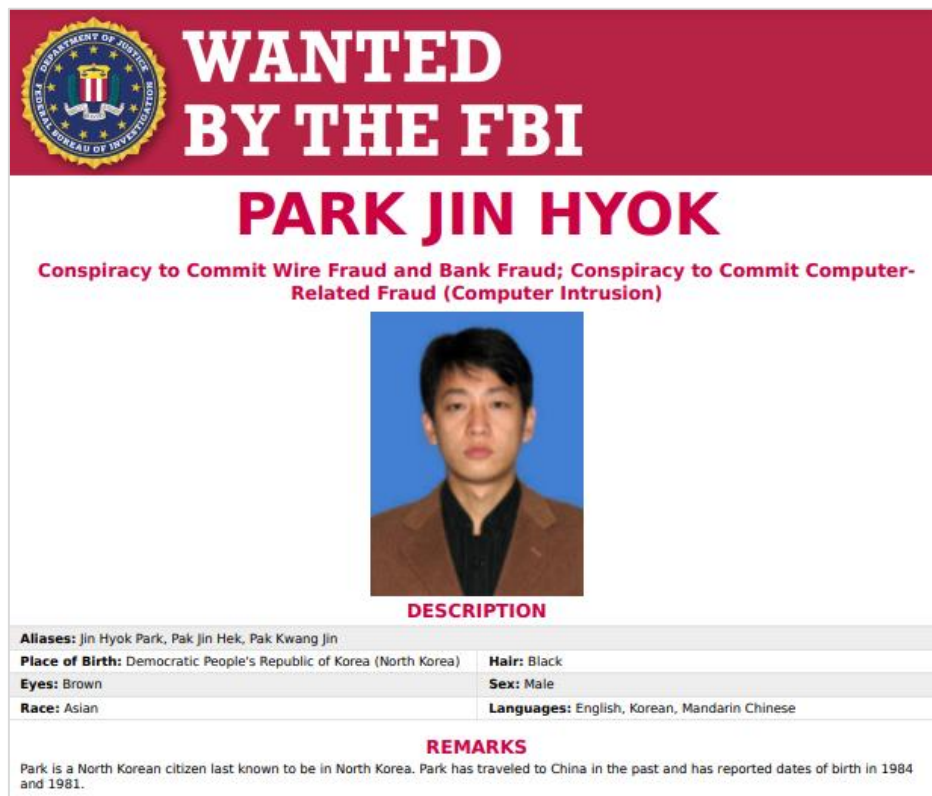 DEPARTMENT OF JUSTICE
FEDERAL BUREAU OF INVESTIGATION
WANTED
BY THE FBI
PARK JIN HYOK
Conspiracy to Commit Wire Fraud and Bank Fraud; Conspiracy to Commit Computer-
Related Fraud (Computer Intrusion)
DESCRIPTION
Aliases: Jin Hyok Park, Pak Jin Hek, Pak Kwang Jin
Place of Birth: Democratic People's Republic of Korea (North Korea) Hair: Black
Eyes: Brown Sex: Male
Race: Asian Languages: English, Korean, Mandarin Chinese
REMARKS
Park is a North Korean citizen last known to be in North Korea. Park has traveled to China in the past and has reported dates of birth in 1984
and 1981.